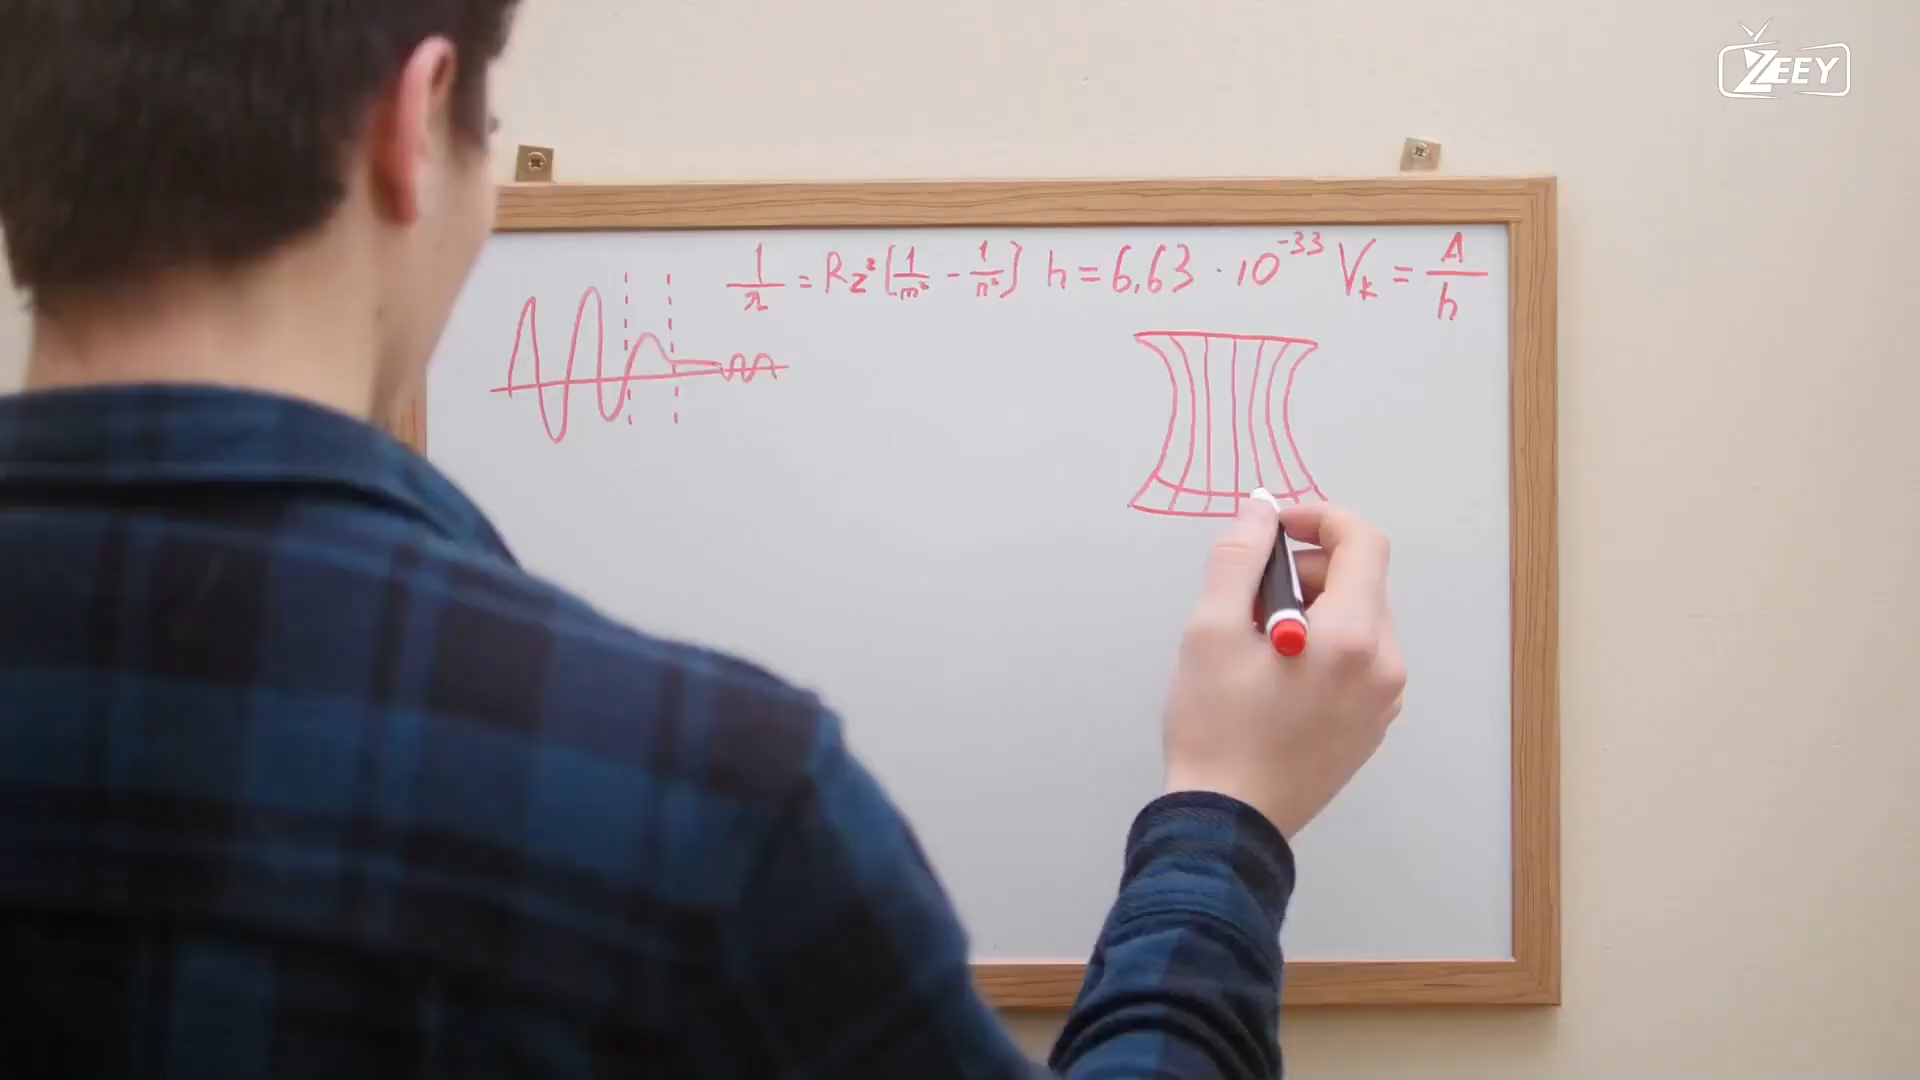 ZEEY
1/λ = Rz²[1/m² - 1/n²] h = 6,63 · 10⁻³³ Vₖ = A/h